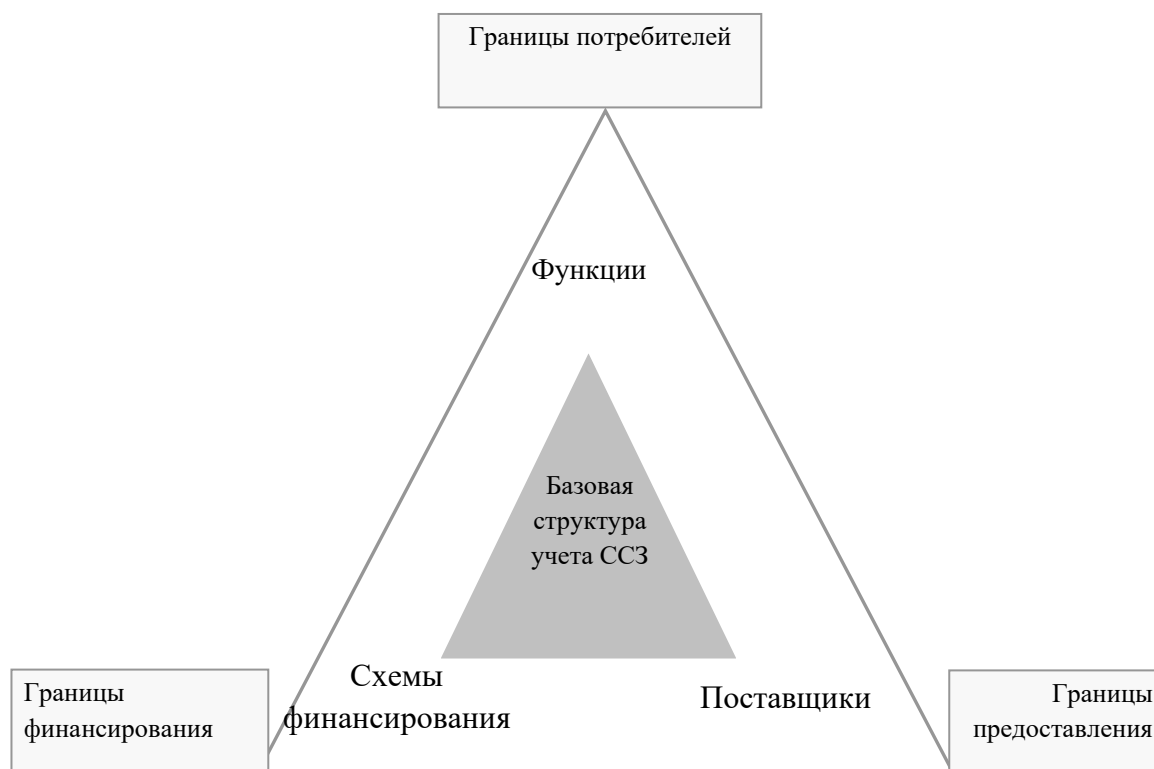 Границы потребителей
Функции
Базовая
структура
учета ССЗ
Схемы
финансирования
Поставщики
Границы
финансирования
Границы
предоставления